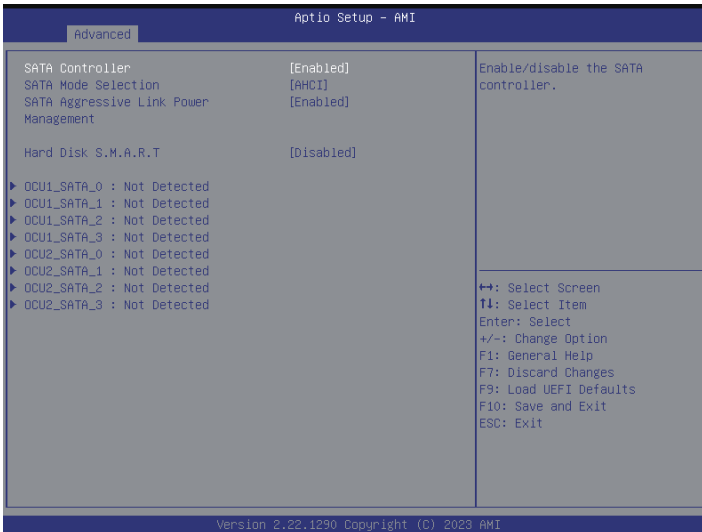 Aptio Setup – AMI
Advanced
SATA Controller [Enabled]
SATA Mode Selection [AHCI]
SATA Aggressive Link Power [Enabled]
Management
Hard Disk S.M.A.R.T [Disabled]
OCU1_SATA_0 : Not Detected
OCU1_SATA_1 : Not Detected
OCU1_SATA_2 : Not Detected
OCU1_SATA_3 : Not Detected
OCU2_SATA_0 : Not Detected
OCU2_SATA_1 : Not Detected
OCU2_SATA_2 : Not Detected
OCU2_SATA_3 : Not Detected
Enable/disable the SATA
controller.
↔: Select Screen
↑↓: Select Item
Enter: Select
+/-: Change Option
F1: General Help
F7: Discard Changes
F9: Load UEFI Defaults
F10: Save and Exit
ESC: Exit
Version 2.22.1290 Copyright (C) 2023 AMI